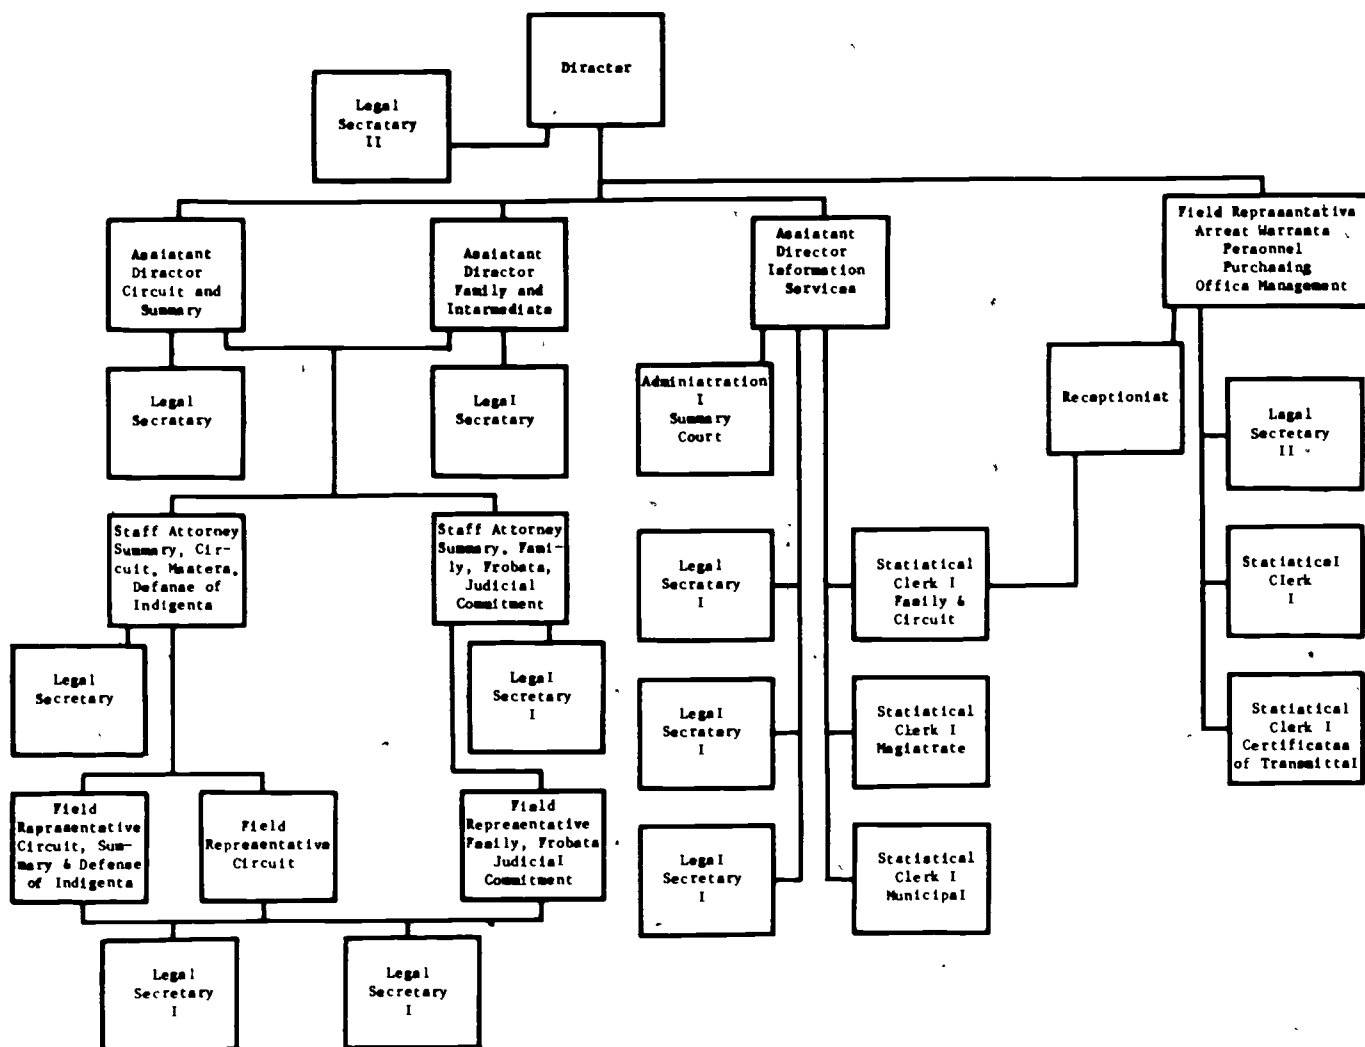 Director
Legal
Secretary
II
Assistant
Director
Circuit and
Summary
Assistant
Director
Family and
Intermediate
Assistant
Director
Information
Services
Field Representative
Arrest Warrants
Personnel
Purchasing
Office Management
Legal
Secretary
Legal
Secretary
Administration
I
Summary
Court
Receptionist
Legal
Secretary
II
Staff Attorney
Summary, Cir-
cuit, Masters,
Defense of
Indigents
Staff Attorney
Summary, Fami-
ly, Probate,
Judicial
Commitment
Legal
Secretary
I
Statistical
Clerk I
Family &
Circuit
Statistical
Clerk
I
Legal
Secretary
Legal
Secretary
I
Legal
Secretary
I
Statistical
Clerk I
Magistrate
Statistical
Clerk I
Certificates
of Transmittal
Field
Representative
Circuit, Sum-
mary & Defense
of Indigents
Field
Representative
Circuit
Field
Representative
Family, Probate
Judicial
Commitment
Legal
Secretary
I
Statistical
Clerk I
Municipal
Legal
Secretary
I
Legal
Secretary
I